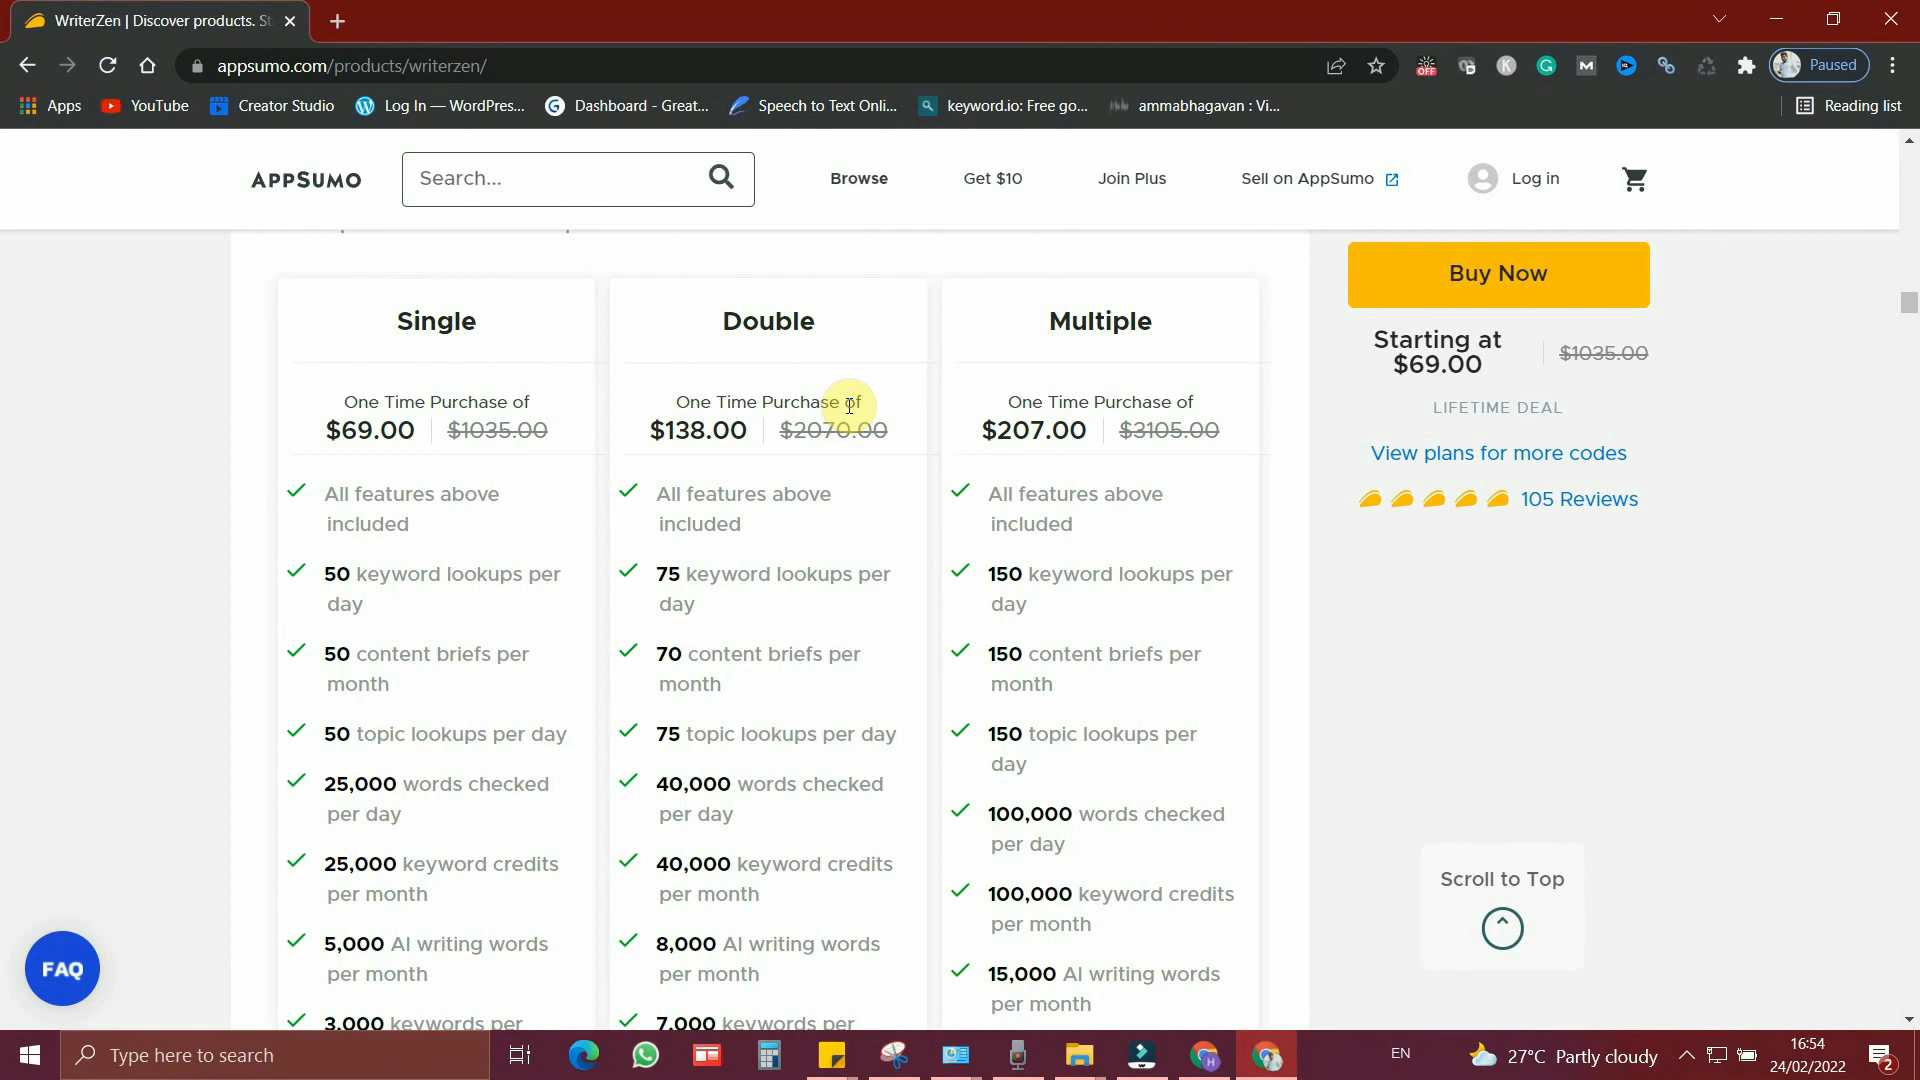 WriterZen | Discover products. St
appsumo.com/products/writerzen/
OFF
Paused
Apps
YouTube
Creator Studio
Log In — WordPres...
Dashboard - Great...
Speech to Text Onli...
keyword.io: Free go...
ammabhagavan : Vi...
Reading list
APPSUMO
Search...
Browse
Get $10
Join Plus
Sell on AppSumo
Log in
Single
One Time Purchase of
$69.00 $1035.00
All features above
included
50 keyword lookups per
day
50 content briefs per
month
50 topic lookups per day
25,000 words checked
per day
25,000 keyword credits
per month
5,000 AI writing words
per month
3,000 keywords per
Double
One Time Purchase of
$138.00 $2070.00
All features above
included
75 keyword lookups per
day
70 content briefs per
month
75 topic lookups per day
40,000 words checked
per day
40,000 keyword credits
per month
8,000 AI writing words
per month
7,000 keywords per
Multiple
One Time Purchase of
$207.00 $3105.00
All features above
included
150 keyword lookups per
day
150 content briefs per
month
150 topic lookups per
day
100,000 words checked
per day
100,000 keyword credits
per month
15,000 AI writing words
per month
Buy Now
Starting at
$69.00
$1035.00
LIFETIME DEAL
View plans for more codes
105 Reviews
Scroll to Top
FAQ
Type here to search
EN
27°C Partly cloudy
16:54
24/02/2022
2